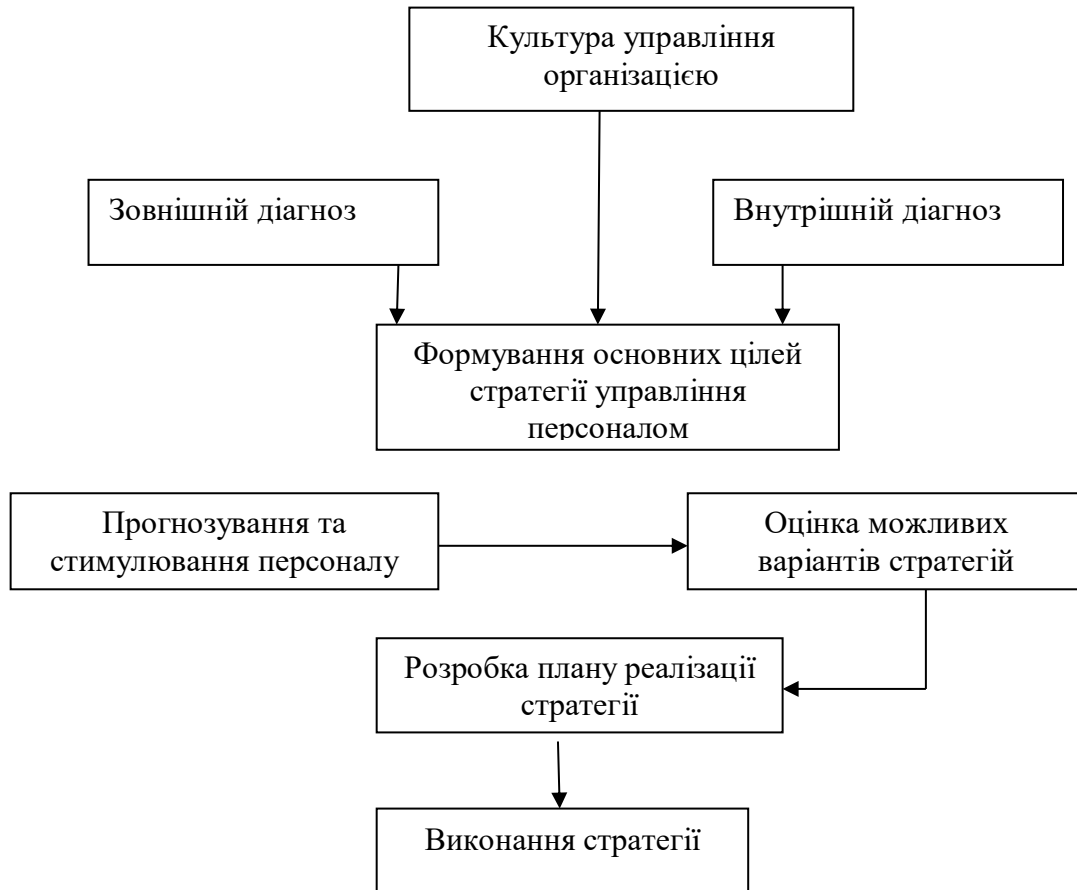 Культура управління
організацією
Зовнішній діагноз
Внутрішній діагноз
Формування основних цілей
стратегії управління
персоналом
Прогнозування та
стимулювання персоналу
Оцінка можливих
варіантів стратегій
Розробка плану реалізації
стратегії
Виконання стратегії